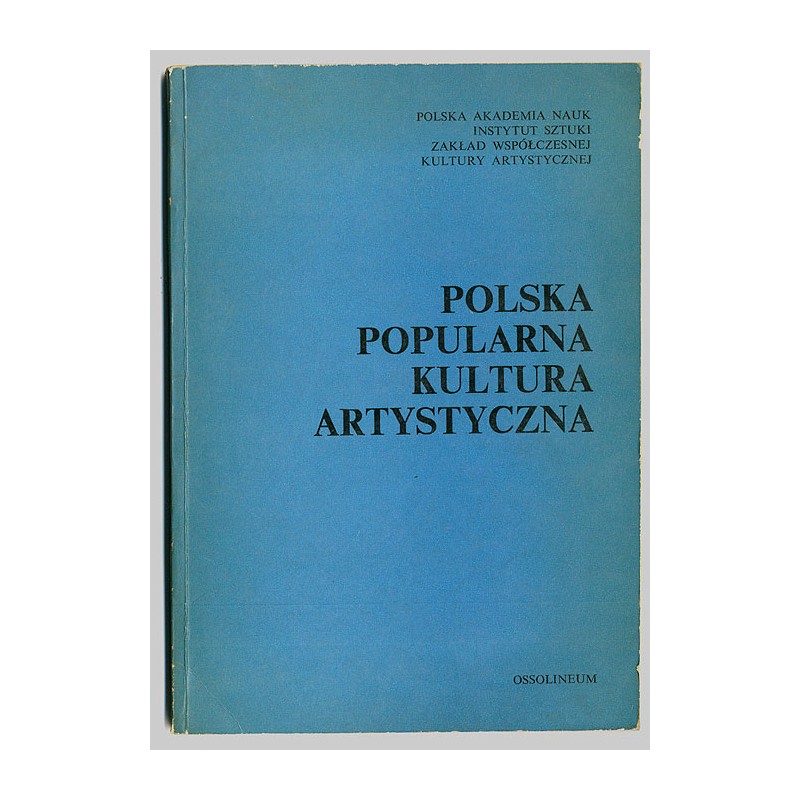 POLSKA AKADEMIA NAUK
INSTYTUT SZTUKI
ZAKŁAD WSPÓŁCZESNEJ
KULTURY ARTYSTYCZNEJ
POLSKA
POPULARNA
KULTURA
ARTYSTYCZNA
OSSOLINEUM